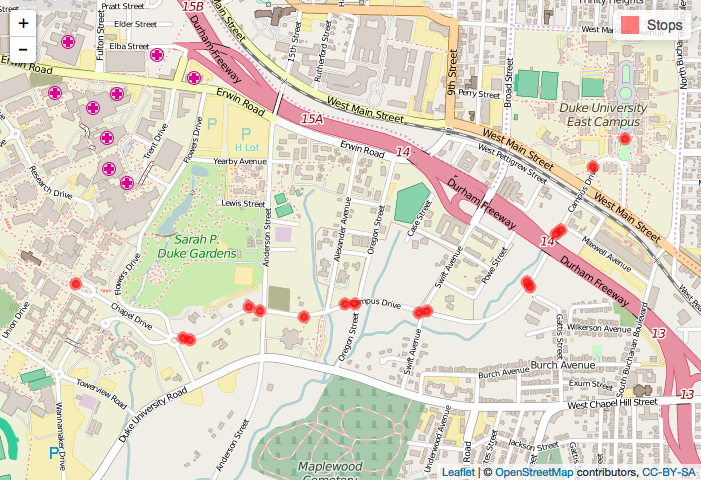 Pratt Street
15B
Elder Street
Main Street
Trinity Heights
+
−
Stops
Fulton Street
Elba Street
Durham Freeway
15th Street
Rutherford Street
9th Street
Broad Street
Erwin Road
Perry Street
North Buchanan
Erwin Road
West Main Street
Duke University
East Campus
15A
Trent Drive
Flowers Drive
P
P
H Lot
Erwin Road
14
West Main Street
Yearby Avenue
West Pettigrew Street
Research Drive
Durham Freeway
Campus Drive
Lewis Street
Anderson Street
Alexander Avenue
Oregon Street
Case Street
West Main Street
Sarah P.
Duke Gardens
14
Maxwell Avenue
Swift Avenue
Powe Street
Durham Freeway
Flowers Drive
Union Drive
Chapel Drive
Campus Drive
Oregon Street
Swift Avenue
Gattis Street
Wilkerson Avenue
South Buchanan Boulevard
13
Burch Avenue
Burch Avenue
Exum Street
13
Towerview Road
Duke University Road
West Chapel Hill Street
Wannamaker Drive
Anderson Street
Underwood Avenue
Jackson Street
P
Maplewood
Cemetery
Leaflet | © OpenStreetMap contributors, CC-BY-SA